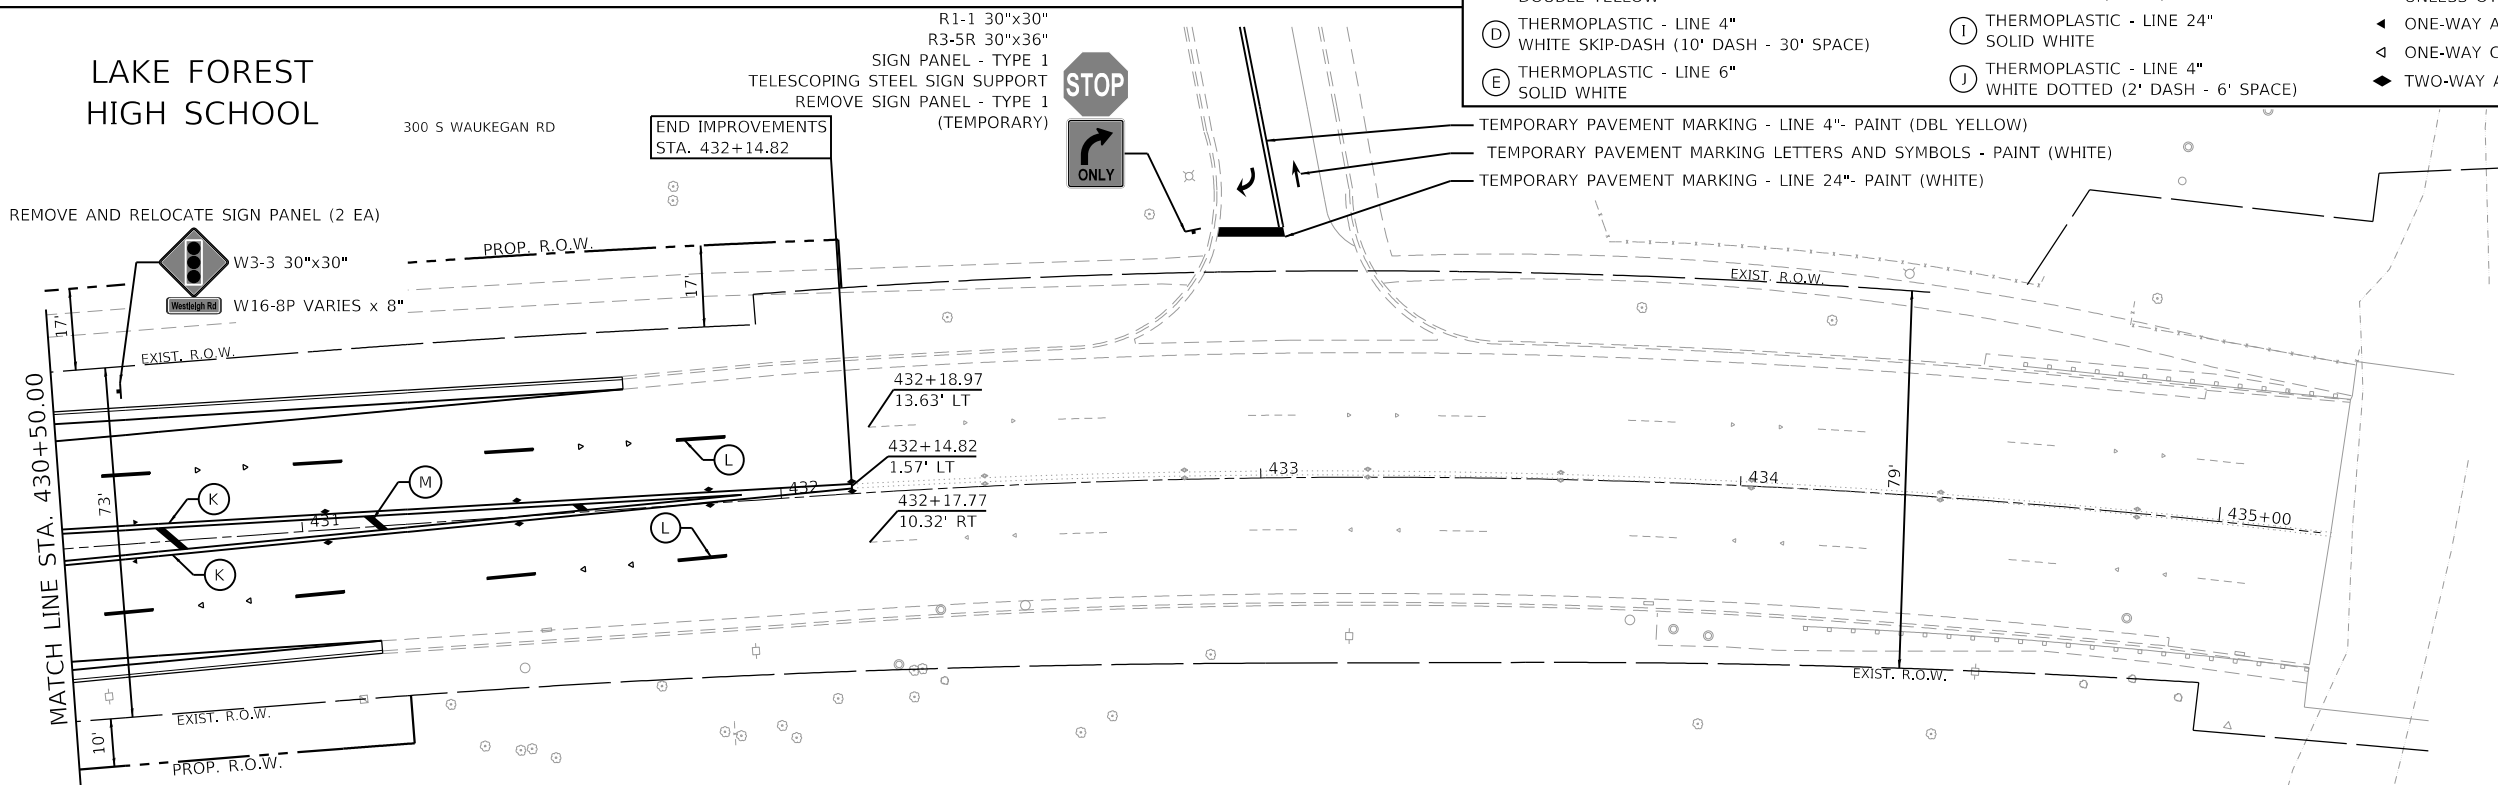 LAKE FOREST
HIGH SCHOOL
300 S WAUKEGAN RD
R1-1 30"x30"
R3-5R 30"x36"
SIGN PANEL - TYPE 1
TELESCOPING STEEL SIGN SUPPORT
REMOVE SIGN PANEL - TYPE 1
(TEMPORARY)
STOP
ONLY
DOUBLE YELLOW
D THERMOPLASTIC - LINE 4"
WHITE SKIP-DASH (10' DASH - 30' SPACE)
E THERMOPLASTIC - LINE 6"
SOLID WHITE
I THERMOPLASTIC - LINE 24"
SOLID WHITE
J THERMOPLASTIC - LINE 4"
WHITE DOTTED (2' DASH - 6' SPACE)
ONE-WAY A
ONE-WAY C
TWO-WAY A
END IMPROVEMENTS
STA. 432+14.82
TEMPORARY PAVEMENT MARKING - LINE 4"- PAINT (DBL YELLOW)
TEMPORARY PAVEMENT MARKING LETTERS AND SYMBOLS - PAINT (WHITE)
TEMPORARY PAVEMENT MARKING - LINE 24"- PAINT (WHITE)
REMOVE AND RELOCATE SIGN PANEL (2 EA)
W3-3 30"x30"
Westleigh Rd
W16-8P VARIES x 8"
PROP. R.O.W.
17'
17'
EXIST. R.O.W.
EXIST. R.O.W.
MATCH LINE STA. 430+50.00
432+18.97
13.63' LT
432+14.82
1.57' LT
432+17.77
10.32' RT
L
M
K
K
L
73'
79'
431
432
433
434
435+00
EXIST. R.O.W.
EXIST. R.O.W.
10'
PROP. R.O.W.